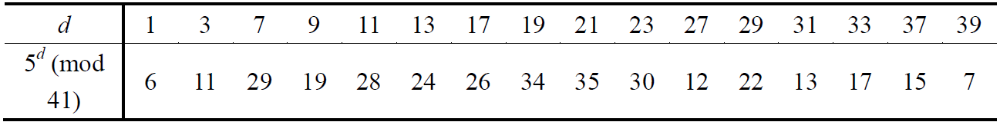 d 1 3 7 9 11 13 17 19 21 23 27 29 31 33 37 39
5^d (mod 41) 6 11 29 19 28 24 26 34 35 30 12 22 13 17 15 7